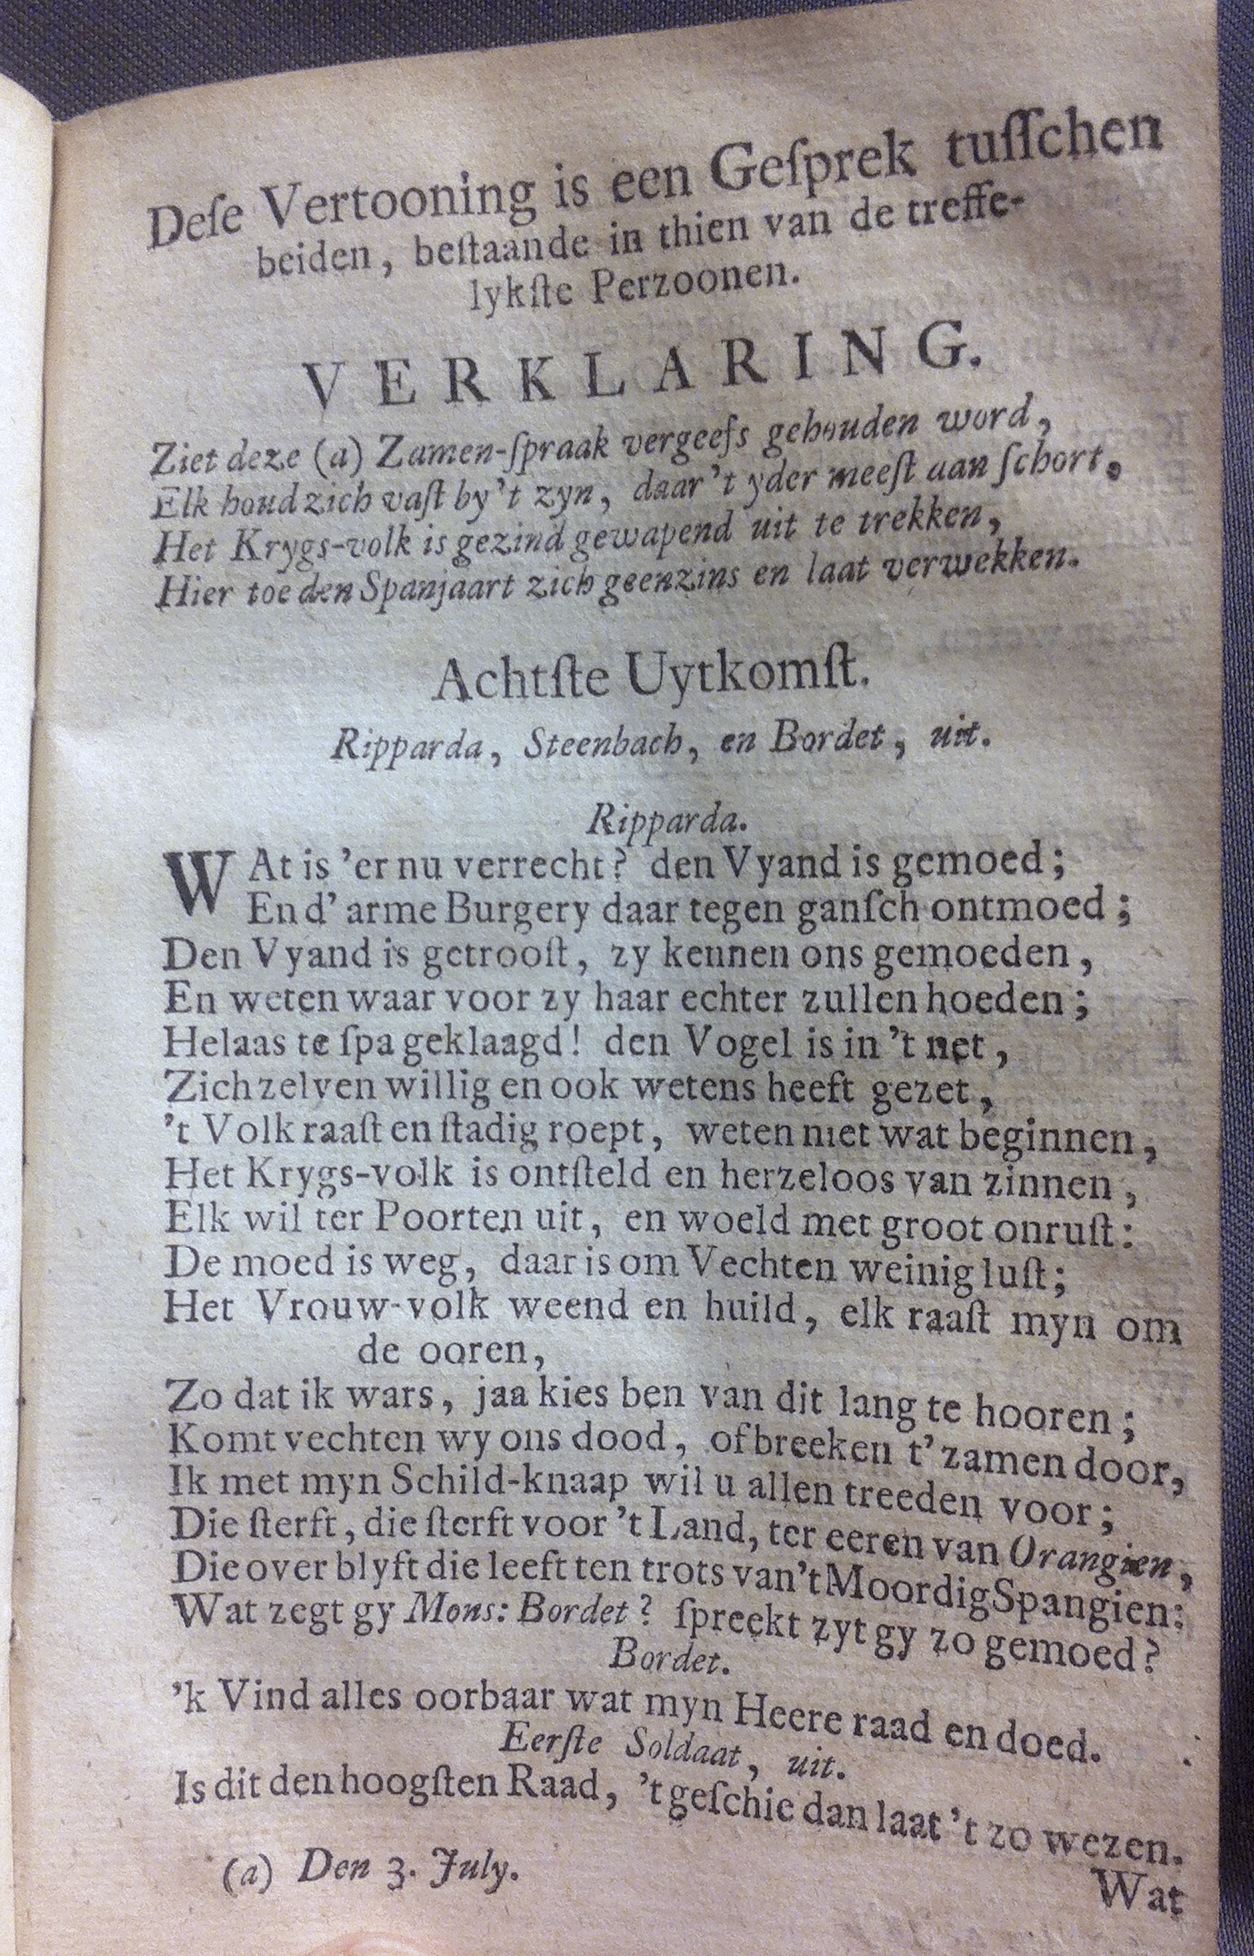 Deſe Vertooning is een Geſprek tuſſchen
beiden, beſtaande in thien van de treffe-
lykſte Perzoonen.
VERKLARING.
Ziet deze (a) Zamen-ſpraak vergeefs gehouden word,
Elk houd zich vaſt by 't zyn, daar 't yder meeſt aan ſchort.
Het Krygs-volk is gezind gewapend uit te trekken,
Hier toe den Spanjaart zich geenzins en laat verwekken.
Achtſte Uytkomſt.
Ripparda, Steenbach, en Bordet, uit.
Ripparda.
WAt is 'er nu verrecht? den Vyand is gemoed;
En d' arme Burgery daar tegen ganſch ontmoed;
Den Vyand is getrooſt, zy kennen ons gemoeden,
En weten waar voor zy haar echter zullen hoeden;
Helaas te ſpa geklaagd! den Vogel is in 't net,
Zich zelven willig en ook wetens heeft gezet,
't Volk raaſt en ſtadig roept, weten niet wat beginnen,
Het Krygs-volk is ontſteld en herzeloos van zinnen,
Elk wil ter Poorten uit, en woeld met groot onruſt:
De moed is weg, daar is om Vechten weinig luſt;
Het Vrouw-volk weend en huild, elk raaſt myn om
de ooren,
Zo dat ik wars, jaa kies ben van dit lang te hooren;
Komt vechten wy ons dood, of breeken t' zamen door,
Ik met myn Schild-knaap wil u allen treeden voor;
Die ſterft, die ſterft voor 't Land, ter eeren van Orangien,
Die over blyft die leeft ten trots van 't Moordig Spangien:
Wat zegt gy Mons: Bordet? ſpreekt zyt gy zo gemoed?
Bordet.
'k Vind alles oorbaar wat myn Heere raad en doed.
Eerſte Soldaat, uit.
Is dit den hoogſten Raad, 't geſchie dan laat 't zo wezen.
(a) Den 3. July.
Wat